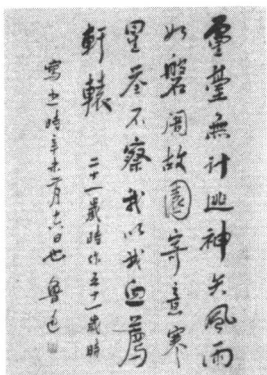 靈臺無計逃神矢風雨
如磐闇故園寄意寒
星荃不察我以我血薦
軒轅 二十一歲時作五十一歲時
寫之時辛未二月十六日也 魯迅